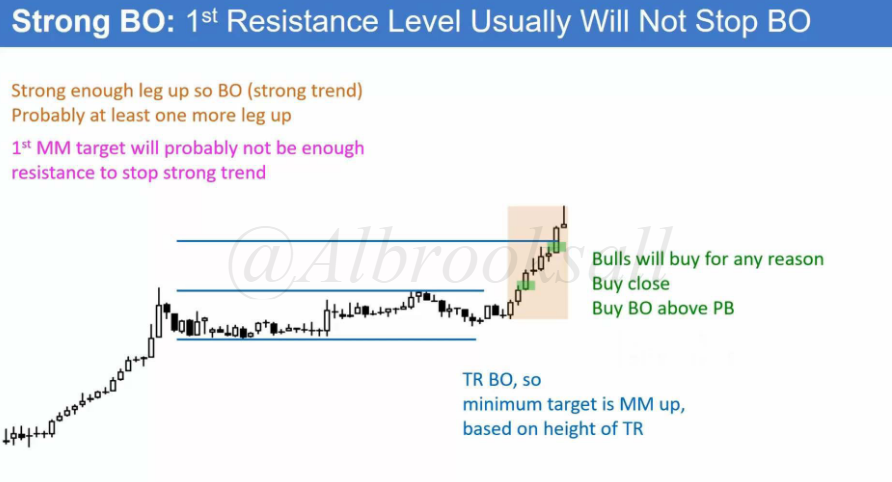 Strong BO: 1st Resistance Level Usually Will Not Stop BO
Strong enough leg up so BO (strong trend)
Probably at least one more leg up
1st MM target will probably not be enough
resistance to stop strong trend
@Albrooksall
Bulls will buy for any reason
Buy close
Buy BO above PB
TR BO, so
minimum target is MM up,
based on height of TR